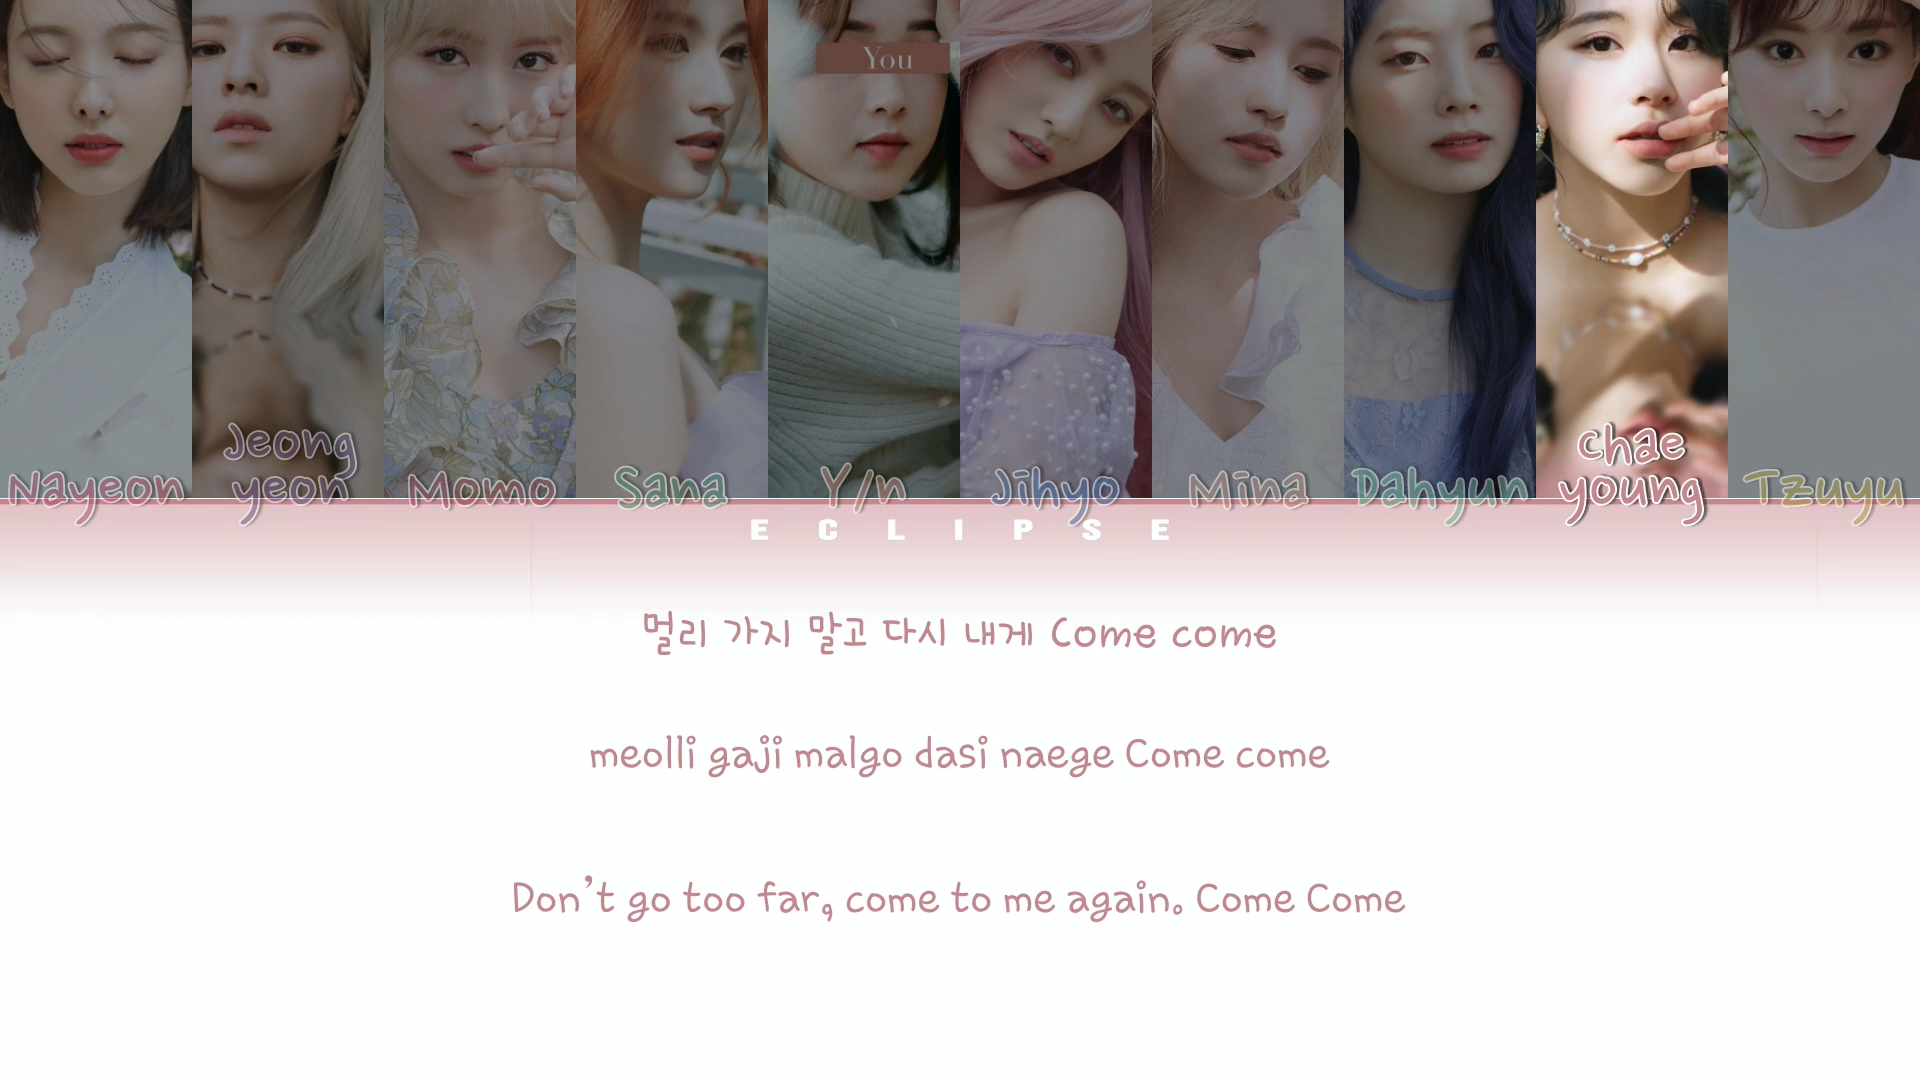 You
Nayeon
Jeong
yeon
Momo
Sana
Y/n
Jihyo
Mina
Dahyun
chae
young
Tzuyu
ECLIPSE
멀리 가지 말고 다시 내게 Come come
meolli gaji malgo dasi naege Come come
Don't go too far, come to me again. Come Come